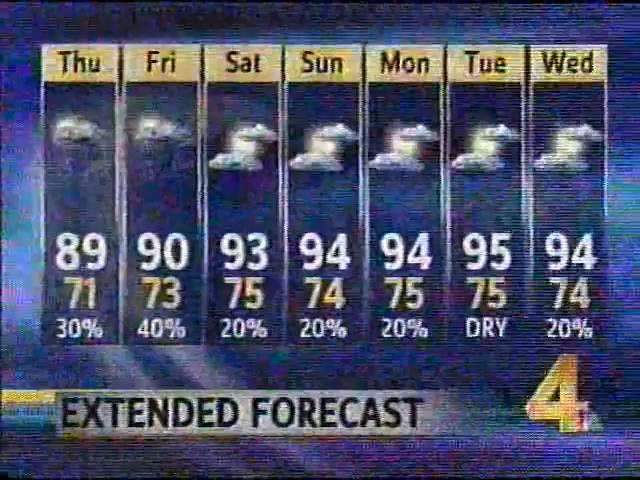 Thu Fri Sat Sun Mon Tue Wed
89 90 93 94 94 95 94
71 73 75 74 75 75 74
30% 40% 20% 20% 20% DRY 20%
EXTENDED FORECAST
4